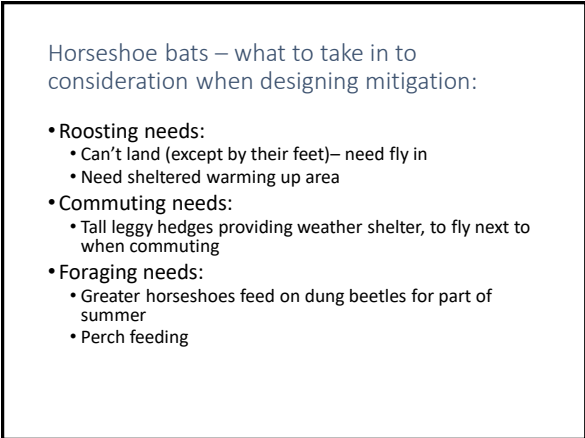 Horseshoe bats – what to take in to
consideration when designing mitigation:
• Roosting needs:
• Can't land (except by their feet)– need fly in
• Need sheltered warming up area
• Commuting needs:
• Tall leggy hedges providing weather shelter, to fly next to
when commuting
• Foraging needs:
• Greater horseshoes feed on dung beetles for part of
summer
• Perch feeding